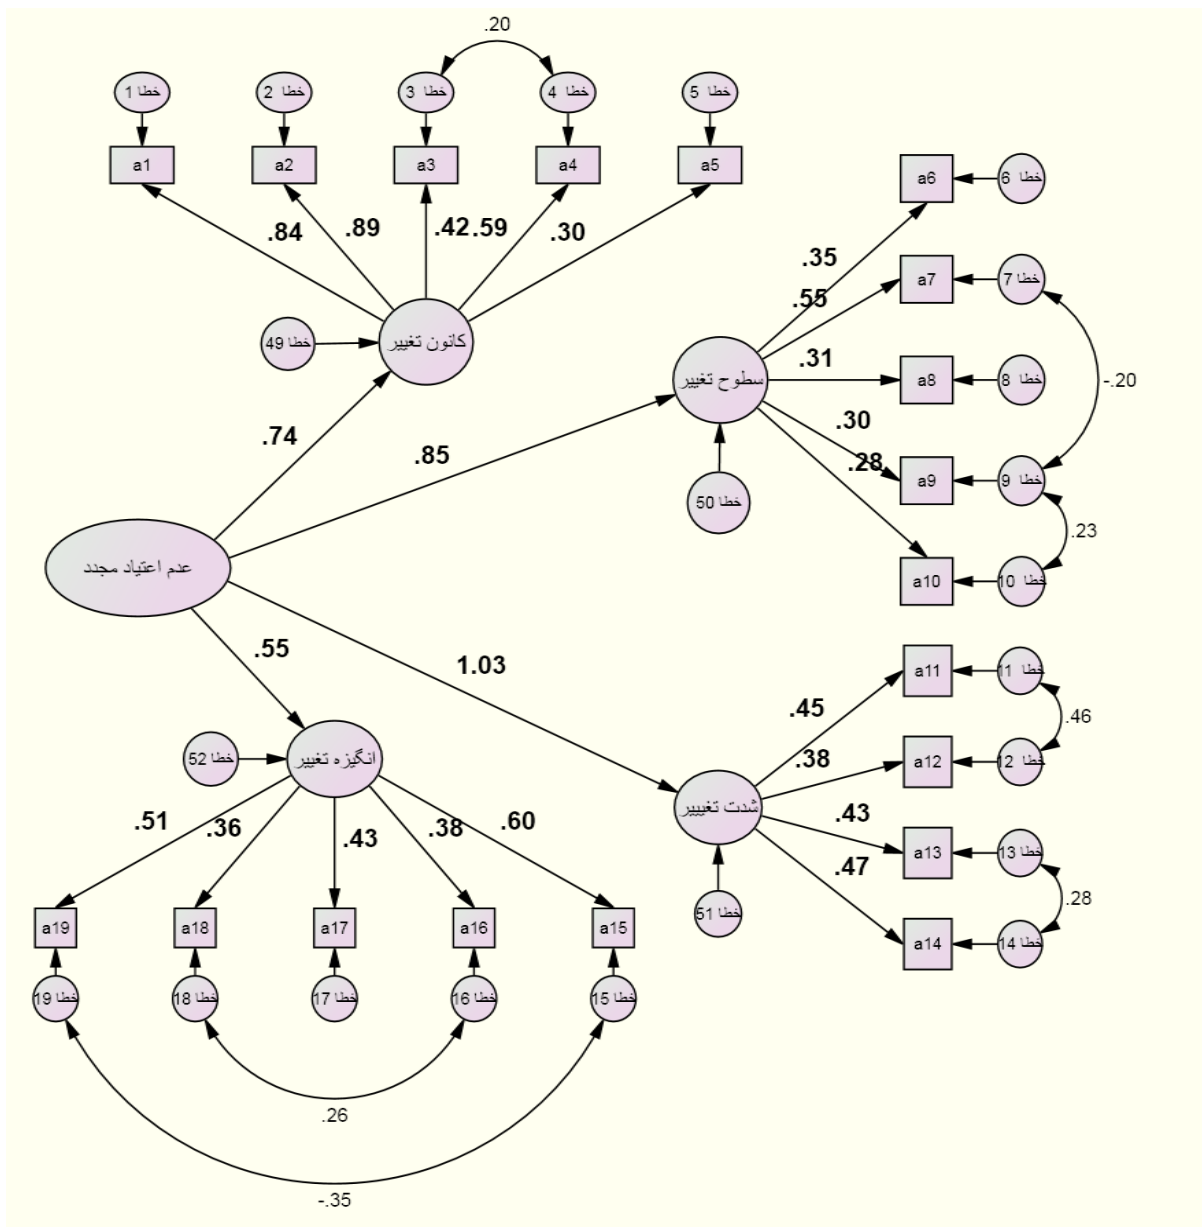 .20
خطا 1
خطا 2
خطا 3
خطا 4
خطا 5
a1
a2
a3
a4
a5
.84
.89
.42
.59
.30
خطا 49
کانون تغییر
.74
a6
خطا 6
.35
a7
خطا 7
.55
سطوح تغییر
.31
a8
خطا 8
-.20
.30
.28
a9
خطا 9
.23
خطا 50
a10
خطا 10
.85
عدم اعتیاد مجدد
.55
1.03
a11
خطا 11
.45
.46
.38
a12
خطا 12
شدت تغیییر
.43
a13
خطا 13
.47
.28
a14
خطا 14
خطا 51
خطا 52
انگیزه تغییر
.51
.36
.43
.38
.60
a19
a18
a17
a16
a15
خطا 19
خطا 18
خطا 17
خطا 16
خطا 15
.26
-.35